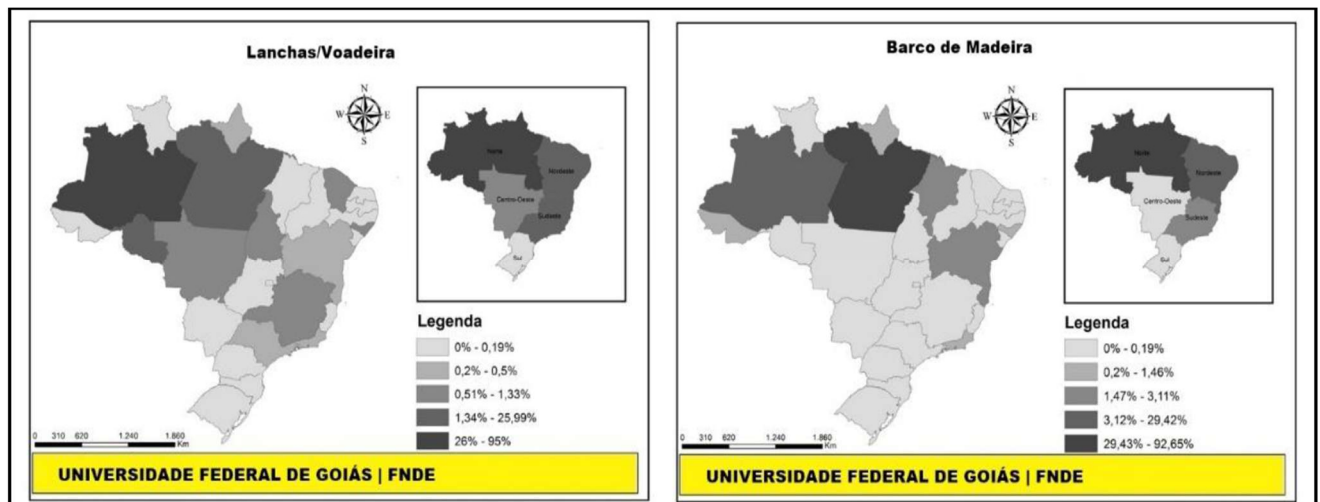 Lanchas/Voadeira
N
W
E
S
Norte
Nordeste
Centro-Oeste
Sudeste
Sul
Legenda
0% - 0,19%
0,2% - 0,5%
0,51% - 1,33%
1,34% - 25,99%
26% - 95%
0 310 620 1.240 1.860
Km
UNIVERSIDADE FEDERAL DE GOIÁS | FNDE
Barco de Madeira
N
W
E
S
Norte
Nordeste
Centro-Oeste
Sudeste
Sul
Legenda
0% - 0,19%
0,2% - 1,46%
1,47% - 3,11%
3,12% - 29,42%
29,43% - 92,65%
0 310 620 1.240 1.860
Km
UNIVERSIDADE FEDERAL DE GOIÁS | FNDE